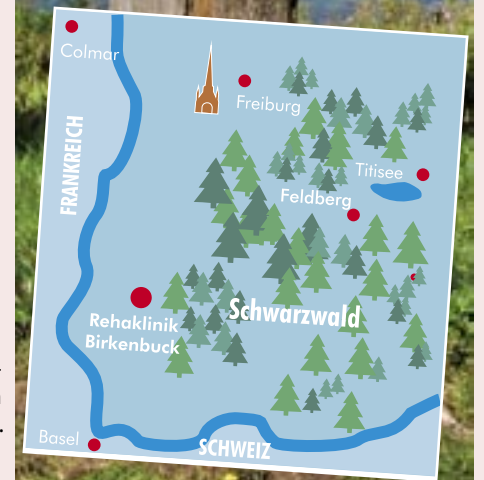 Colmar
Freiburg
FRANKREICH
Titisee
Feldberg
Schwarzwald
Rehaklinik
Birkenbuck
Basel
SCHWEIZ